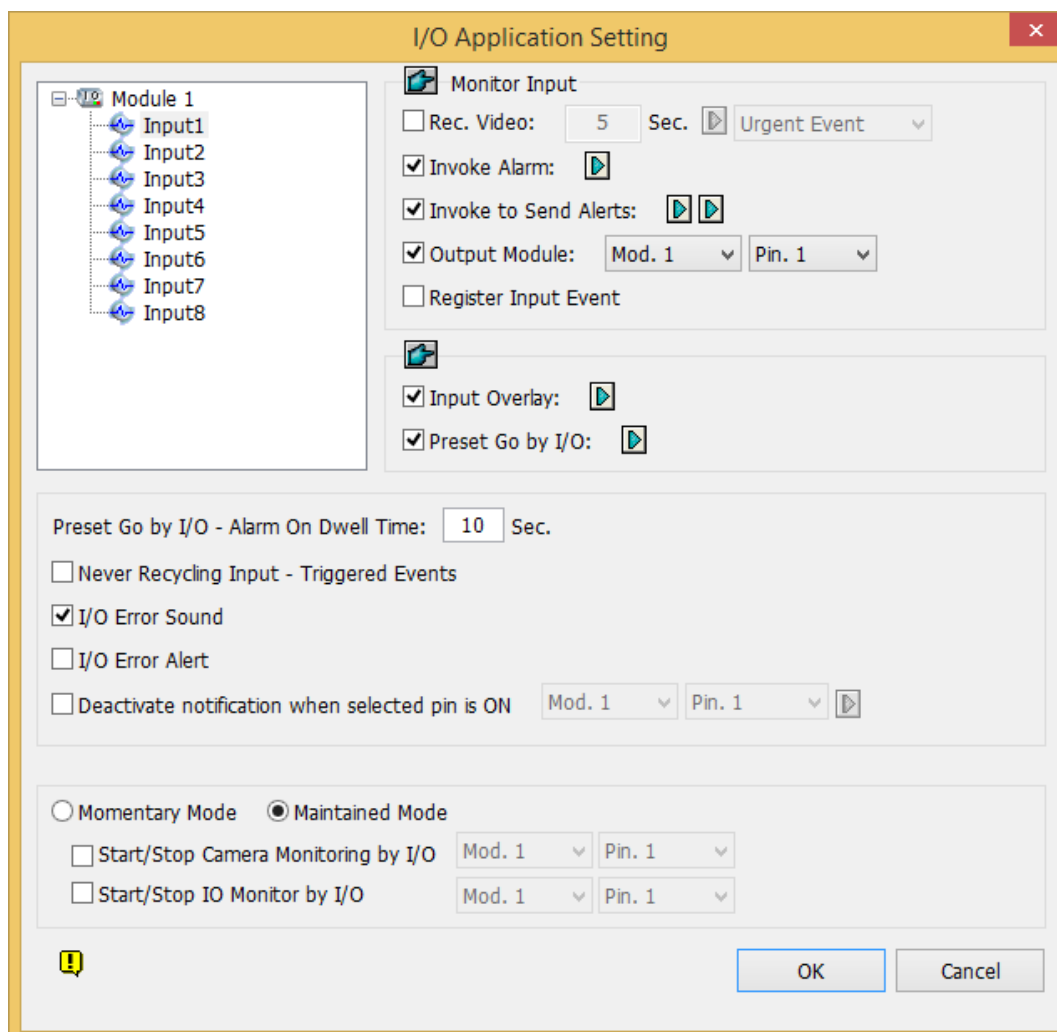 I/O Application Setting
Module 1
Input1
Input2
Input3
Input4
Input5
Input6
Input7
Input8
Monitor Input
Rec. Video: 5 Sec. Urgent Event
Invoke Alarm:
Invoke to Send Alerts:
Output Module: Mod. 1 Pin. 1
Register Input Event
Input Overlay:
Preset Go by I/O:
Preset Go by I/O - Alarm On Dwell Time: 10 Sec.
Never Recycling Input - Triggered Events
I/O Error Sound
I/O Error Alert
Deactivate notification when selected pin is ON Mod. 1 Pin. 1
Momentary Mode Maintained Mode
Start/Stop Camera Monitoring by I/O Mod. 1 Pin. 1
Start/Stop IO Monitor by I/O Mod. 1 Pin. 1
OK Cancel